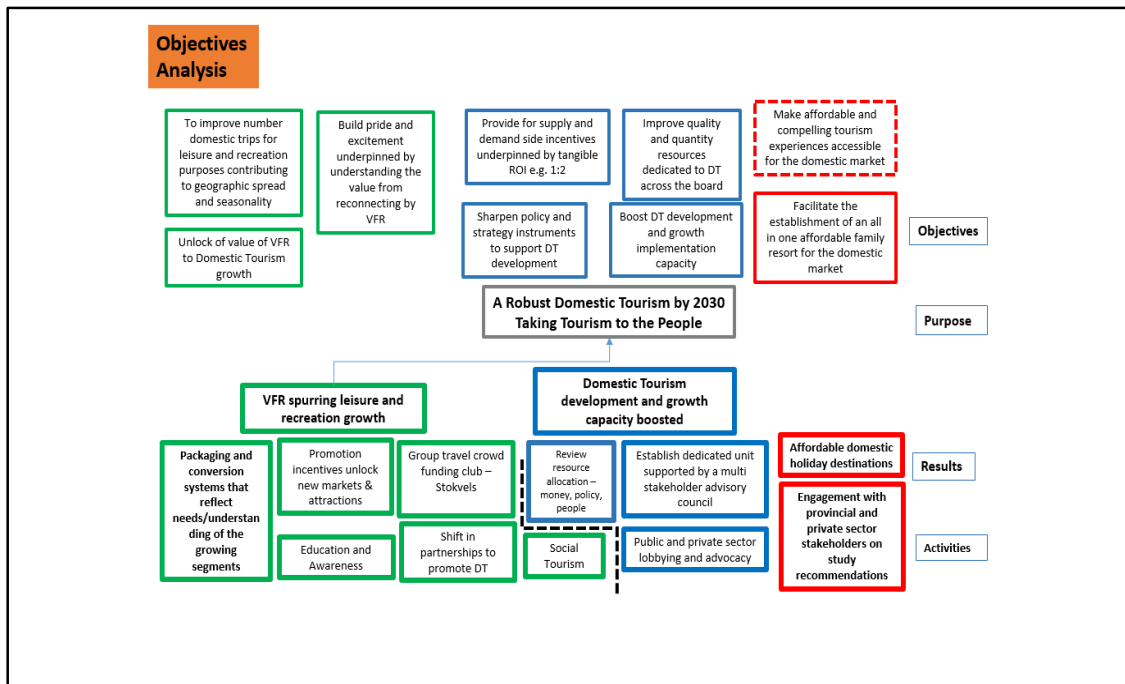 Objectives
Analysis
To improve number
domestic trips for
leisure and recreation
purposes contributing
to geographic spread
and seasonality
Build pride and
excitement
underpinned by
understanding the
value from
reconnecting by
VFR
Provide for supply and
demand side incentives
underpinned by tangible
ROI e.g. 1:2
Improve quality
and quantity
resources
dedicated to DT
across the board
Make affordable and
compelling tourism
experiences accessible
for the domestic market
Unlock of value of VFR
to Domestic Tourism
growth
Sharpen policy and
strategy instruments
to support DT
development
Boost DT development
and growth
implementation
capacity
Facilitate the
establishment of an all
in one affordable family
resort for the domestic
market
Objectives
A Robust Domestic Tourism by 2030
Taking Tourism to the People
Purpose
VFR spurring leisure and
recreation growth
Domestic Tourism
development and growth
capacity boosted
Packaging and
conversion
systems that
reflect
needs/understan
ding of the
growing
segments
Promotion
incentives unlock
new markets &
attractions
Group travel crowd
funding club –
Stokvels
Review
resource
allocation –
money, policy,
people
Establish dedicated unit
supported by a multi
stakeholder advisory
council
Affordable domestic
holiday destinations
Results
Education and
Awareness
Shift in
partnerships to
promote DT
Social
Tourism
Public and private sector
lobbying and advocacy
Engagement with
provincial and
private sector
stakeholders on
study
recommendations
Activities